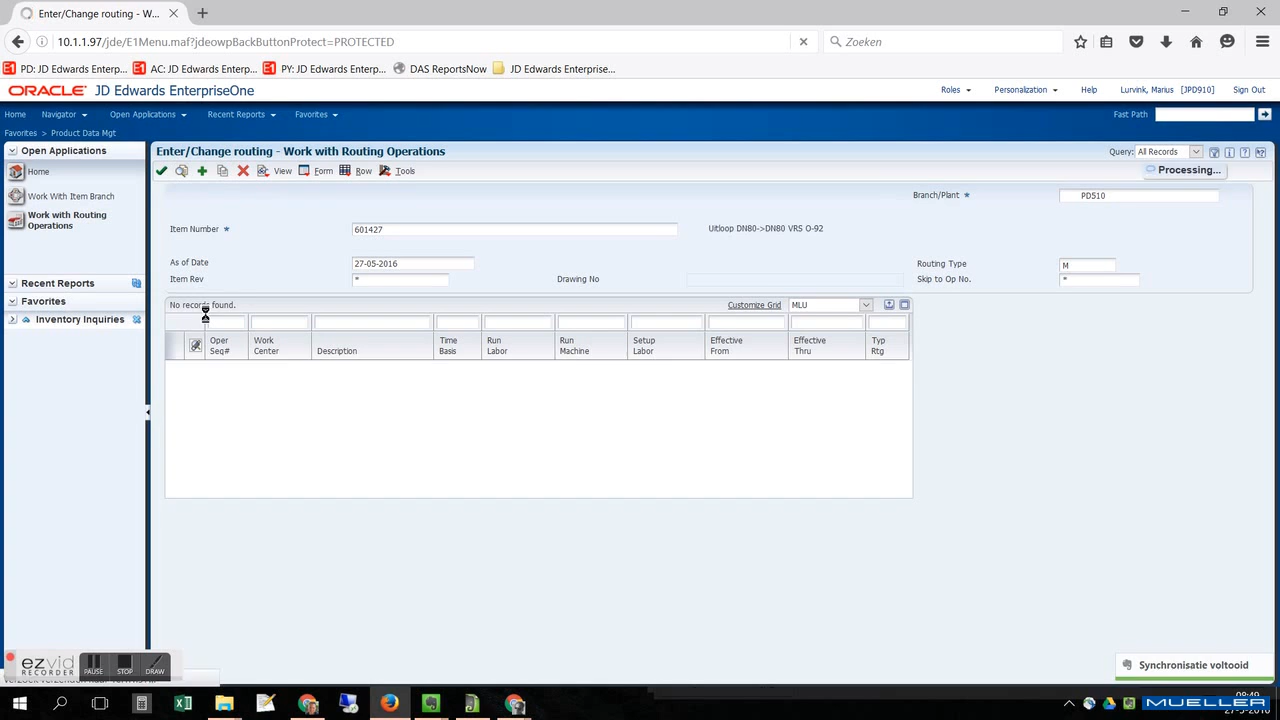 Enter/Change routing - W...
10.1.1.97/jde/E1Menu.maf?jdeowpBackButtonProtect=PROTECTED
Zoeken
PD: JD Edwards Enterp...
AC: JD Edwards Enterp...
PY: JD Edwards Enterp...
DAS ReportsNow
JD Edwards Enterprise...
ORACLE JD Edwards EnterpriseOne
Roles
Personalization
Help
Lurvink, Marius
[JPD910]
Sign Out
Home
Navigator
Open Applications
Recent Reports
Favorites
Fast Path
Favorites > Product Data Mgt
Open Applications
Home
Work With Item Branch
Work with Routing
Operations
Recent Reports
Favorites
Inventory Inquiries
Enter/Change routing - Work with Routing Operations
Query: All Records
View
Form
Row
Tools
Processing...
Branch/Plant * PD510
Item Number * 601427
Uitloop DN80->DN80 VRS O-92
As of Date 27-05-2016
Routing Type M
Item Rev *
Drawing No
Skip to Op No. *
No records found.
Customize Grid
MLU
Oper
Seq#
Work
Center
Description
Time
Basis
Run
Labor
Run
Machine
Setup
Labor
Effective
From
Effective
Thru
Typ
Rtg
ezvid
RECORDER
PAUSE
STOP
DRAW
Synchronisatie voltooid
MUELLER